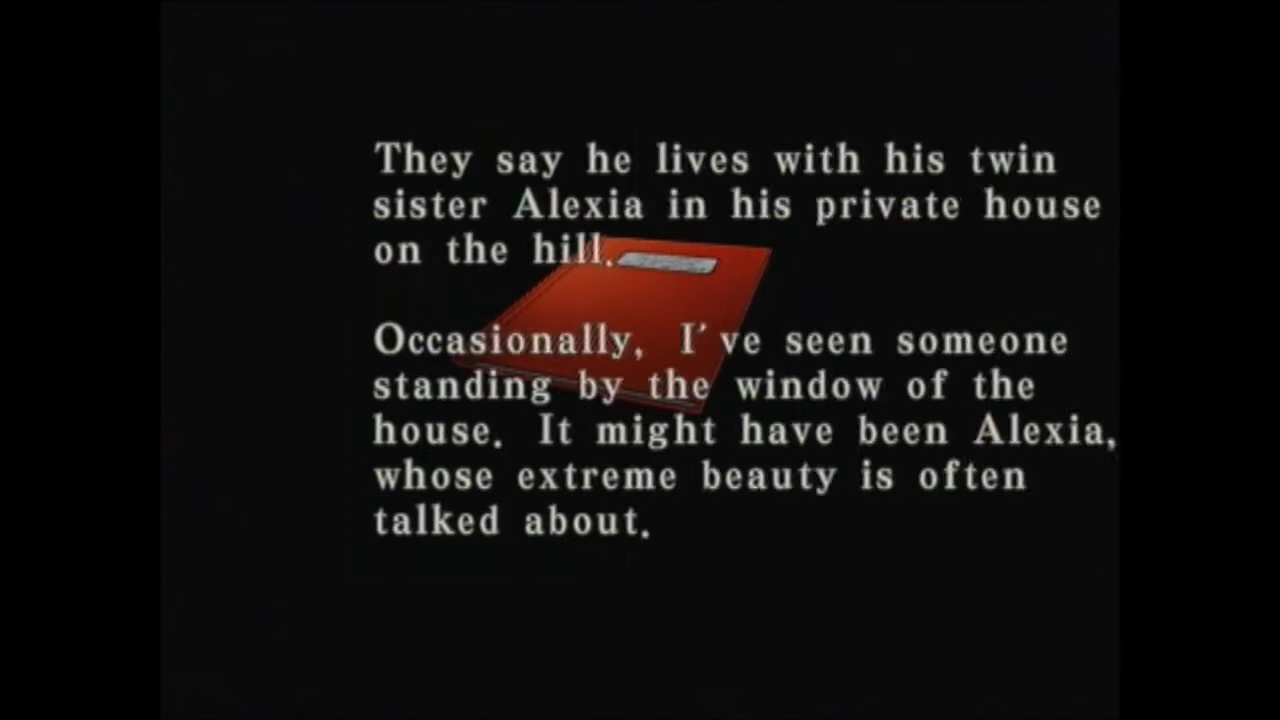 They say he lives with his twin
sister Alexia in his private house
on the hill.
Occasionally, I've seen someone
standing by the window of the
house. It might have been Alexia,
whose extreme beauty is often
talked about.